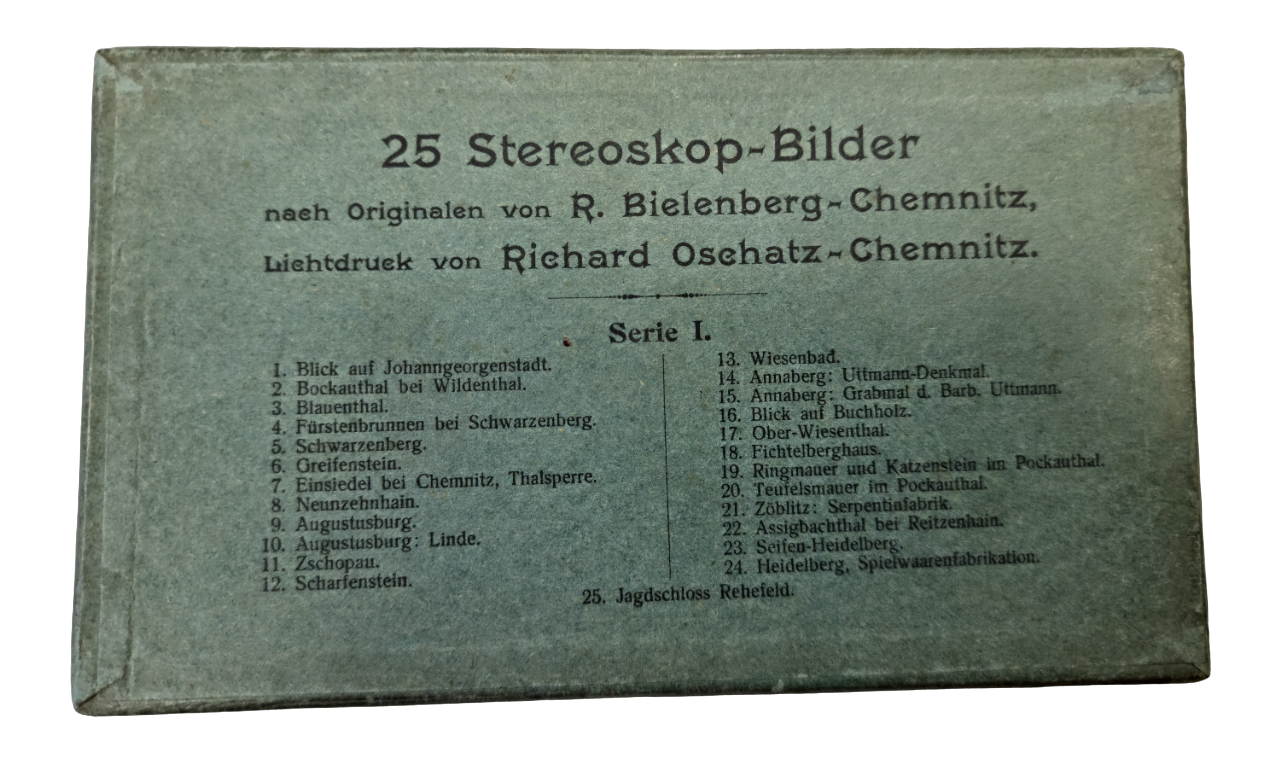 25 Stereoskop-Bilder
nach Originalen von R. Bielenberg-Chemnitz,
Lichtdruck von Richard Oschatz-Chemnitz.
Serie I.
1. Blick auf Johanngeorgenstadt.
2. Bockauthal bei Wildenthal.
3. Blauenthal.
4. Fürstenbrunnen bei Schwarzenberg.
5. Schwarzenberg.
6. Greifenstein.
7. Einsiedel bei Chemnitz, Thalsperre.
8. Neunzehnhain.
9. Augustusburg.
10. Augustusburg: Linde.
11. Zschopau.
12. Scharfenstein.
13. Wiesenbad.
14. Annaberg: Uttmann-Denkmal.
15. Annaberg: Grabmal d. Barb. Uttmann.
16. Blick auf Buchholz.
17. Ober-Wiesenthal.
18. Fichtelberghaus.
19. Ringmauer und Katzenstein im Pockauthal.
20. Teufelsmauer im Pockauthal.
21. Zöblitz: Serpentinfabrik.
22. Assigbachthal bei Reitzenhain.
23. Seifen-Heidelberg.
24. Heidelberg, Spielwaarenfabrikation.
25. Jagdschloss Rehefeld.